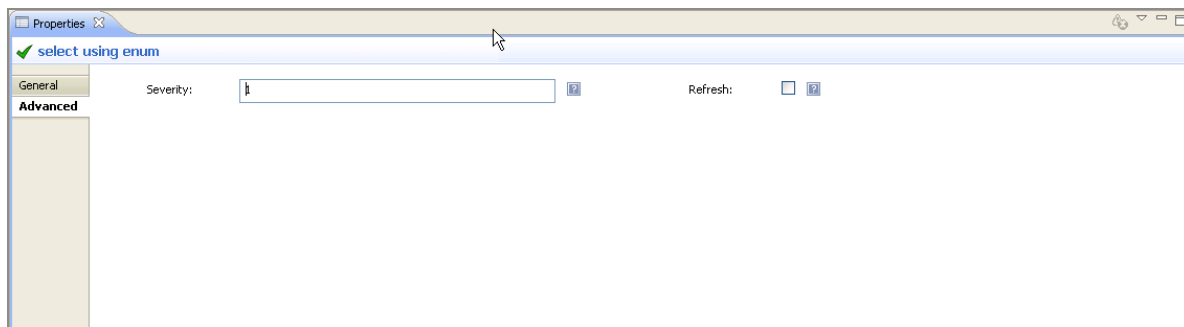 Properties
select using enum
General
Severity: 1 Refresh:
Advanced